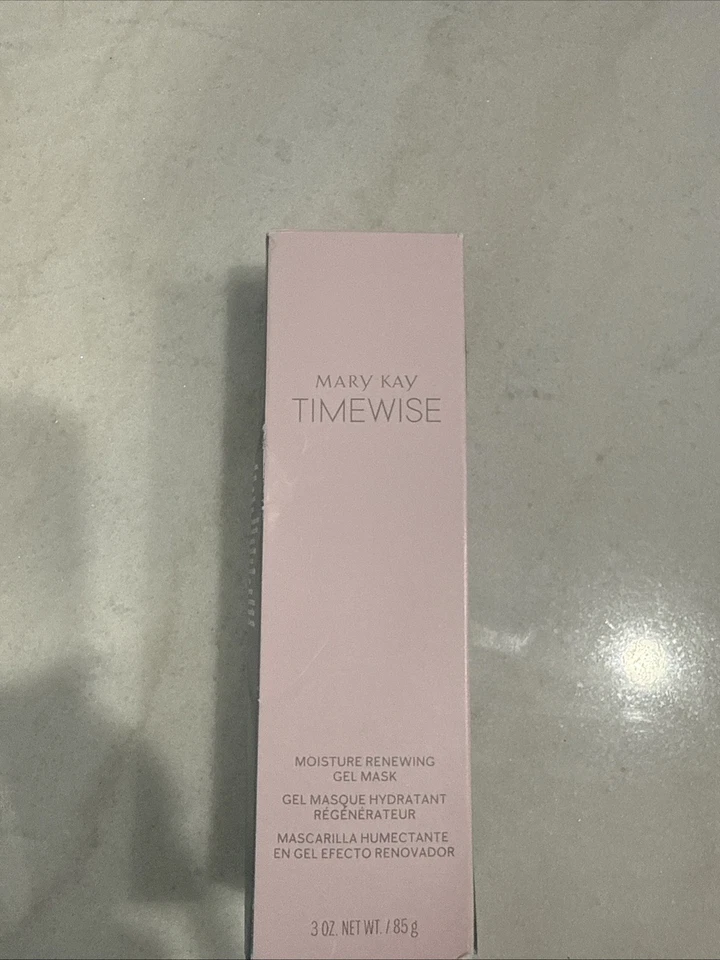 MARY KAY
TIMEWISE
MOISTURE RENEWING
GEL MASK
GEL MASQUE HYDRATANT
RÉGÉNÉRATEUR
MASCARILLA HUMECTANTE
EN GEL EFECTO RENOVADOR
3 OZ. NET WT. / 85 g